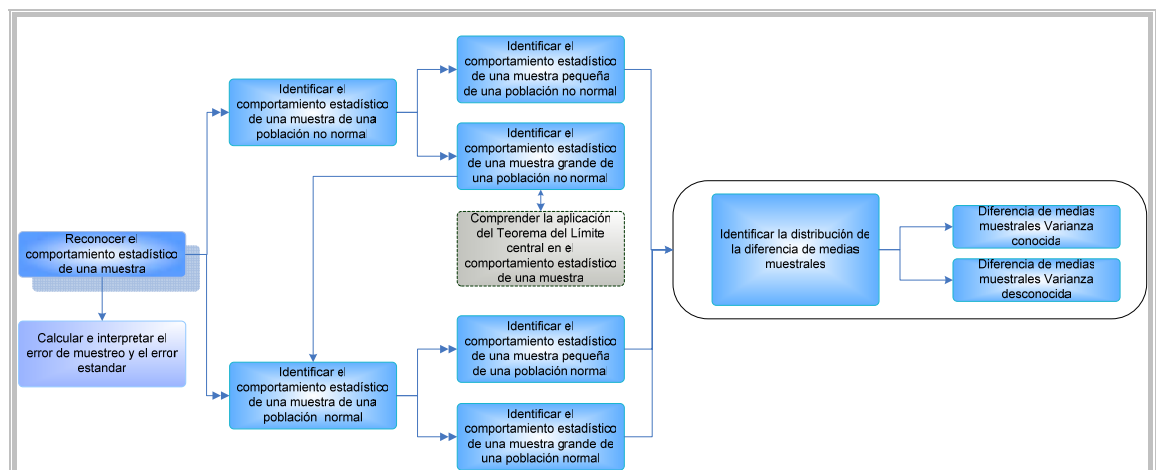 Reconocer el
comportamiento estadístico
de una muestra
Calcular e interpretar el
error de muestreo y el error
estandar
Identificar el
comportamiento estadístico
de una muestra de una
población no normal
Identificar el
comportamiento estadístico
de una muestra pequeña
de una población no normal
Identificar el
comportamiento estadístico
de una muestra grande de
una población no normal
Comprender la aplicación
del Teorema del Límite
central en el
comportamiento estadístico
de una muestra
Identificar el
comportamiento estadístico
de una muestra de una
población normal
Identificar el
comportamiento estadístico
de una muestra pequeña
de una población normal
Identificar el
comportamiento estadístico
de una muestra grande de
una población normal
Identificar la distribución de
la diferencia de medias
muestrales
Diferencia de medias
muestrales Varianza
conocida
Diferencia de medias
muestrales Varianza
desconocida